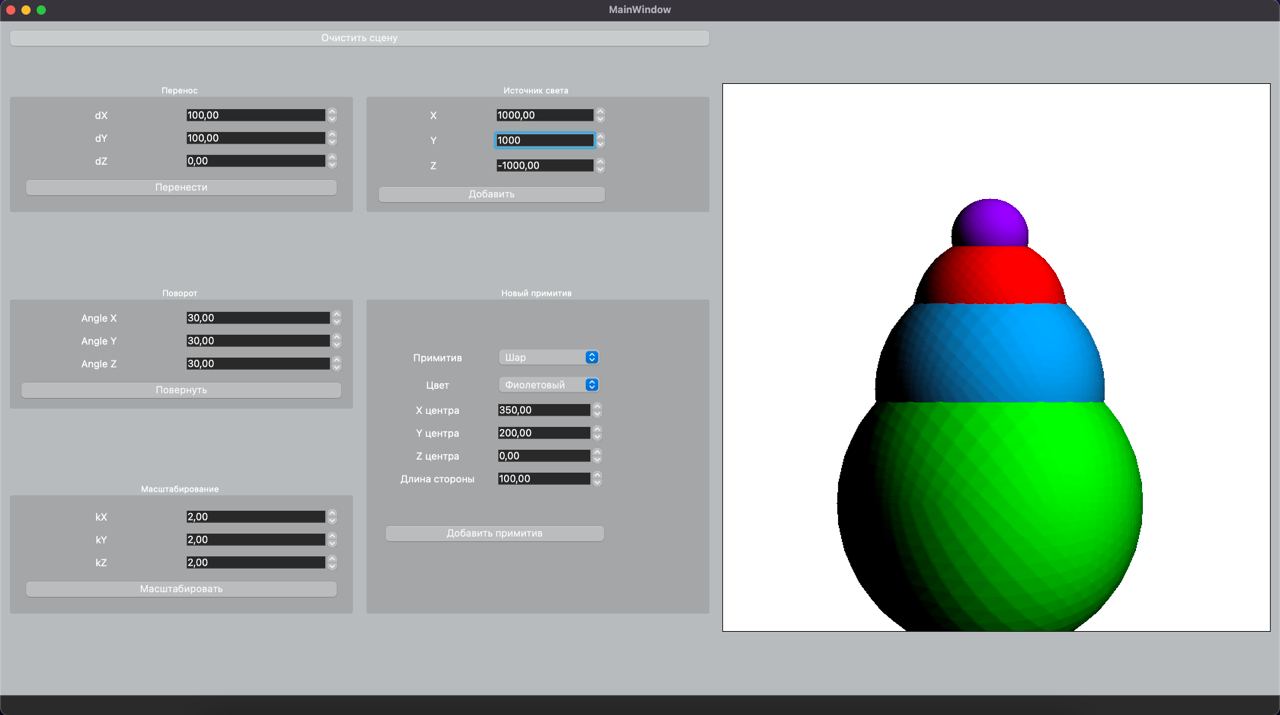 MainWindow
Очистить сцену
Перенос
dX 100,00
dY 100,00
dZ 0,00
Перенести
Источник света
X 1000,00
Y 1000
Z -1000,00
Добавить
Поворот
Angle X 30,00
Angle Y 30,00
Angle Z 30,00
Повернуть
Новый примитив
Примитив Шар
Цвет Фиолетовый
X центра 350,00
Y центра 200,00
Z центра 0,00
Длина стороны 100,00
Добавить примитив
Масштабирование
kX 2,00
kY 2,00
kZ 2,00
Масштабировать